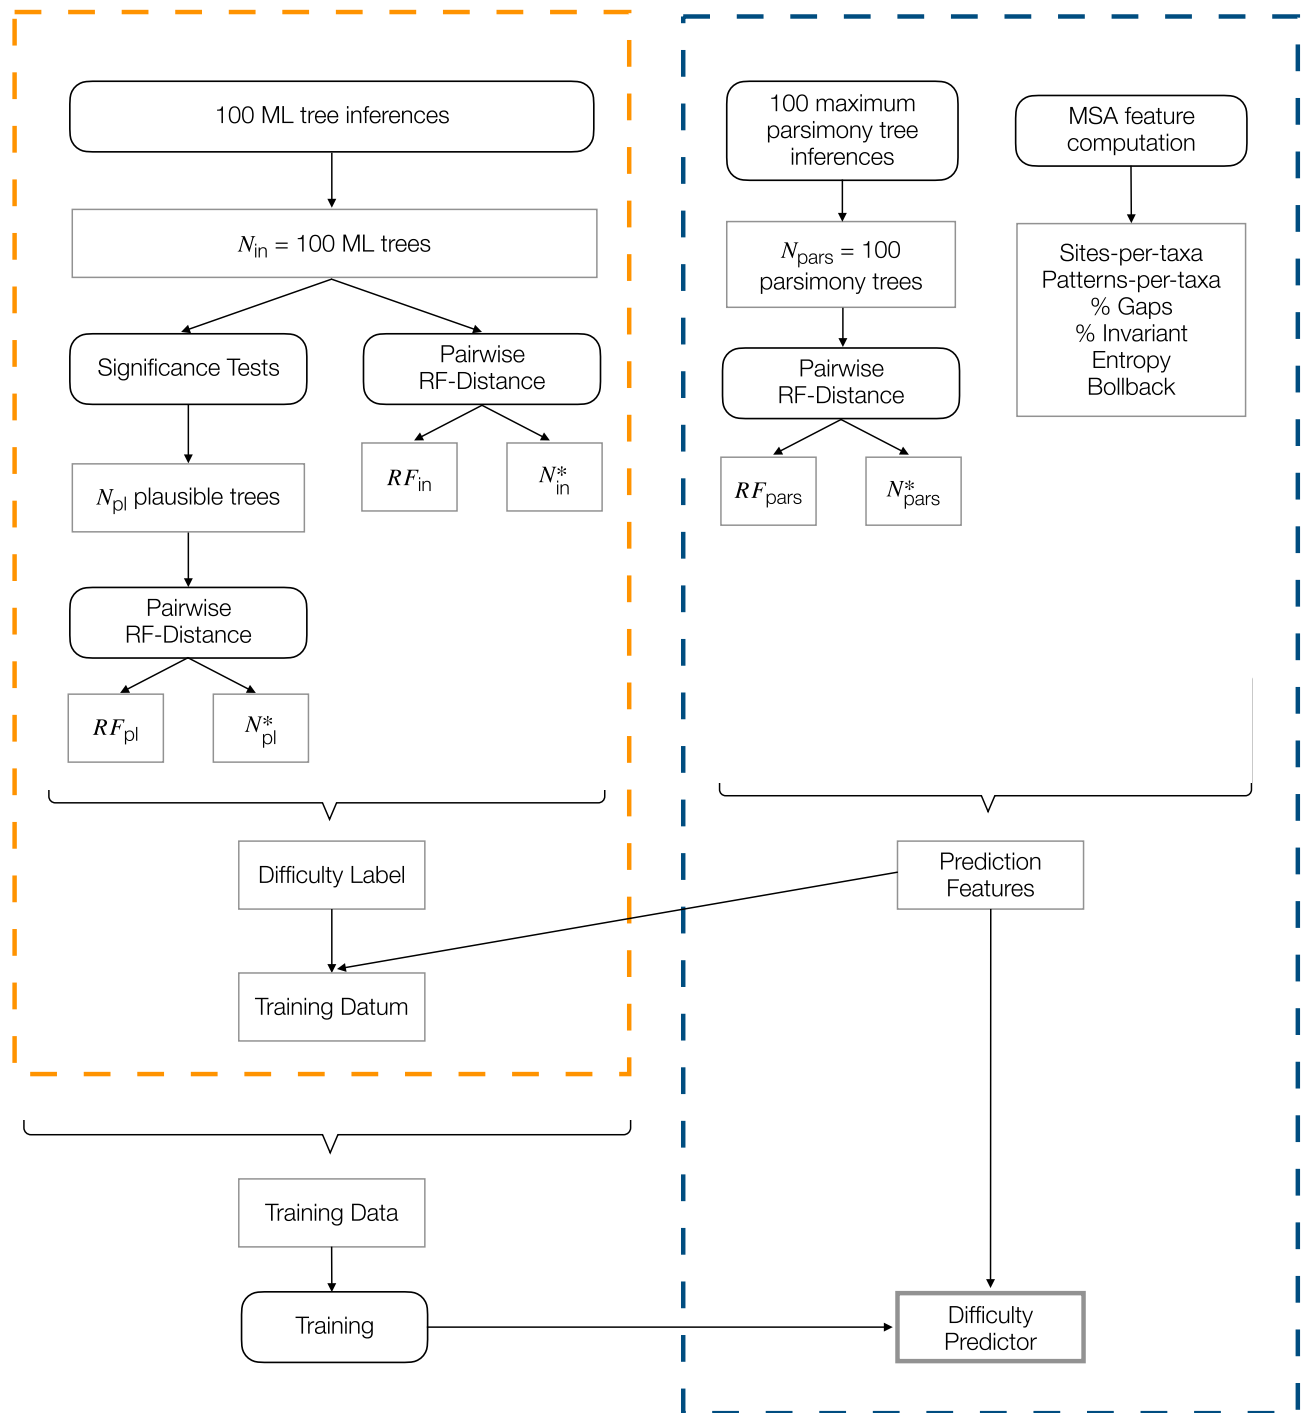 100 ML tree inferences
N_in = 100 ML trees
Significance Tests
Pairwise
RF-Distance
RF_in
N*_in
N_pl plausible trees
Pairwise
RF-Distance
RF_pl
N*_pl
Difficulty Label
Training Datum
Training Data
Training
100 maximum
parsimony tree
inferences
N_pars = 100
parsimony trees
Pairwise
RF-Distance
RF_pars
N*_pars
MSA feature
computation
Sites-per-taxa
Patterns-per-taxa
% Gaps
% Invariant
Entropy
Bollback
Prediction
Features
Difficulty
Predictor